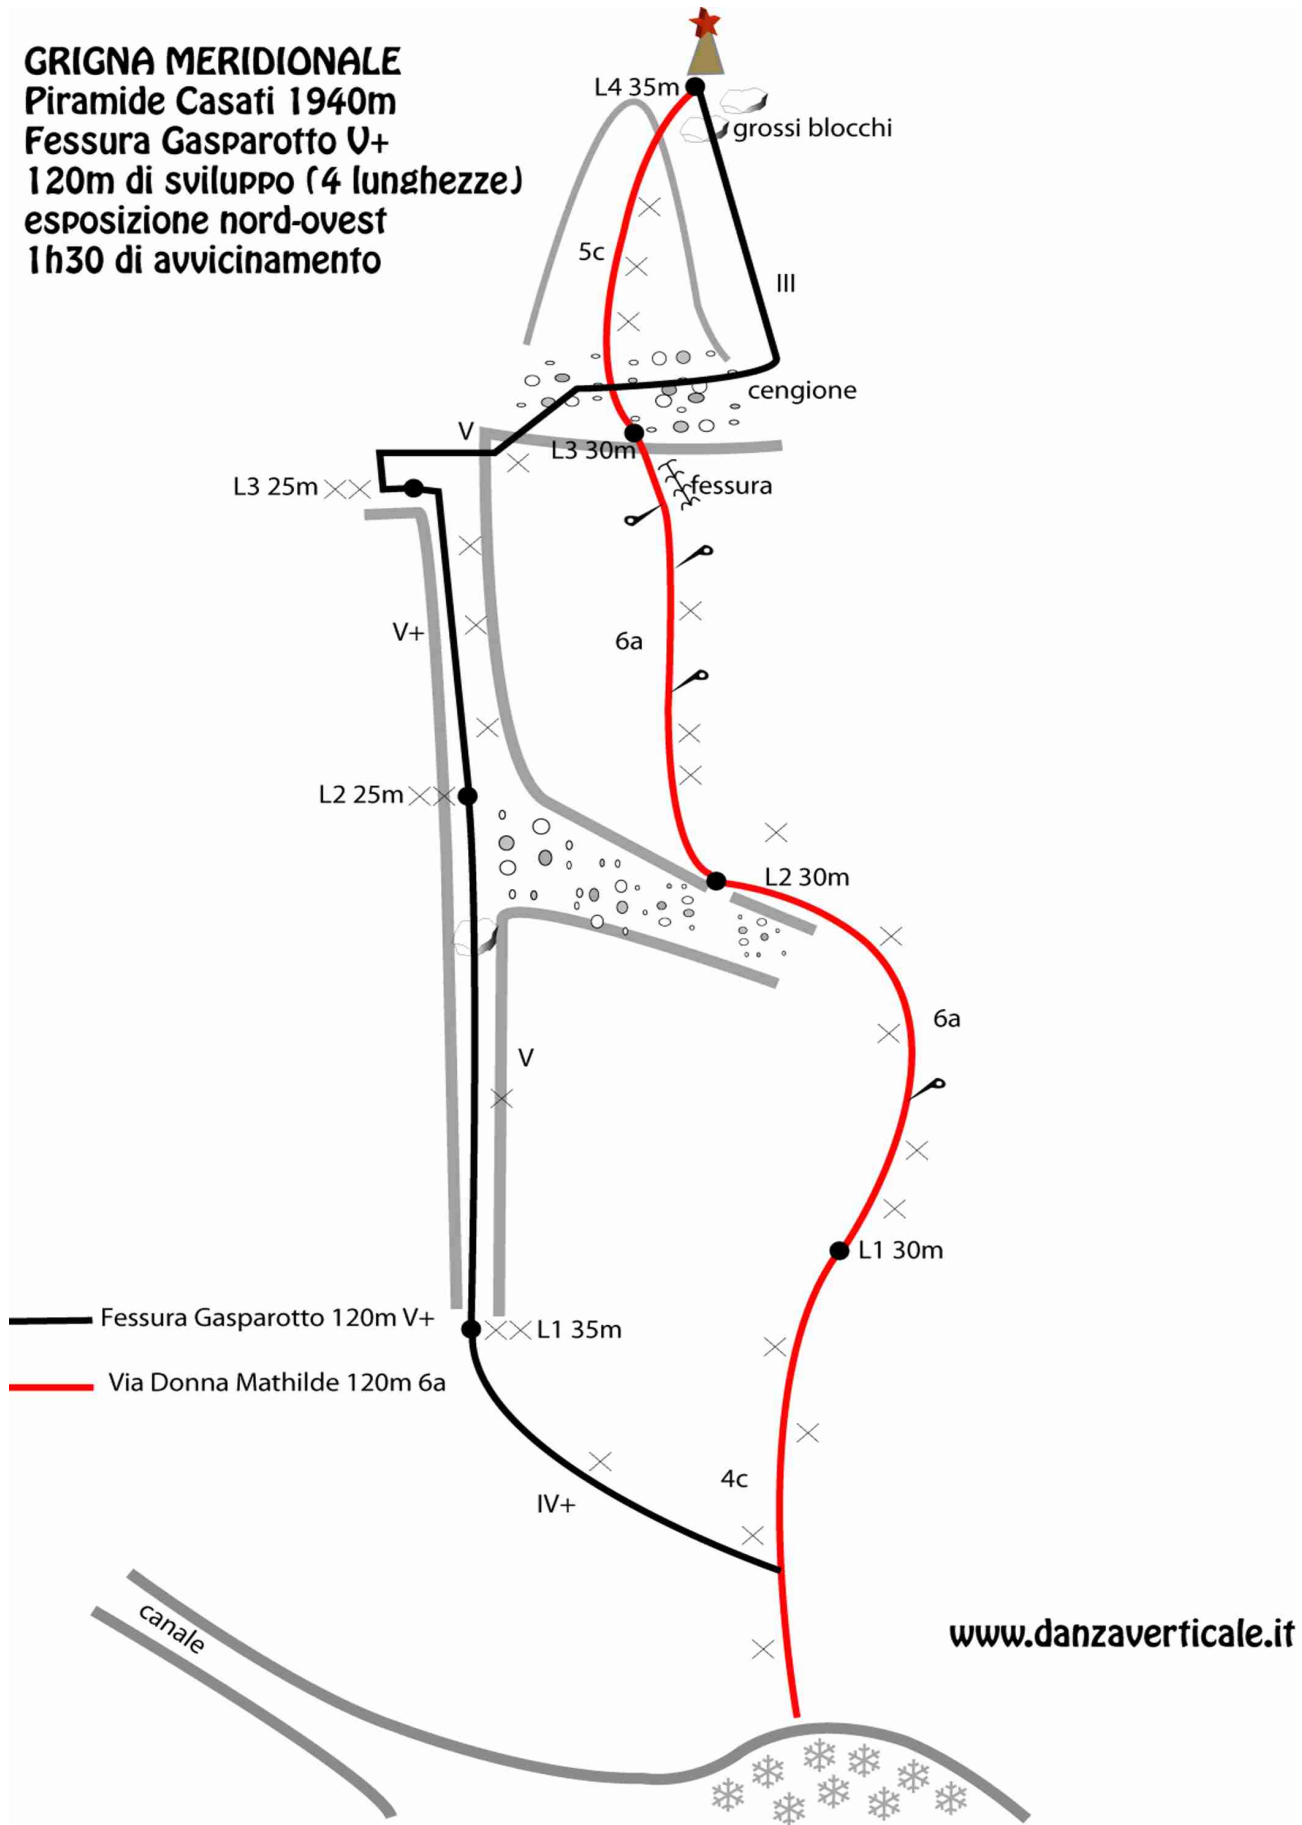 GRIGNA MERIDIONALE
Piramide Casati 1940m
Fessura Gasparotto V+
120m di sviluppo (4 lunghezze)
esposizione nord-ovest
1h30 di avvicinamento
L4 35m
grossi blocchi
5c
III
cengione
V
L3 30m
L3 25m
fessura
V+
6a
L2 25m
L2 30m
6a
V
L1 30m
Fessura Gasparotto 120m V+
L1 35m
Via Donna Mathilde 120m 6a
4c
IV+
canale
www.danzaverticale.it